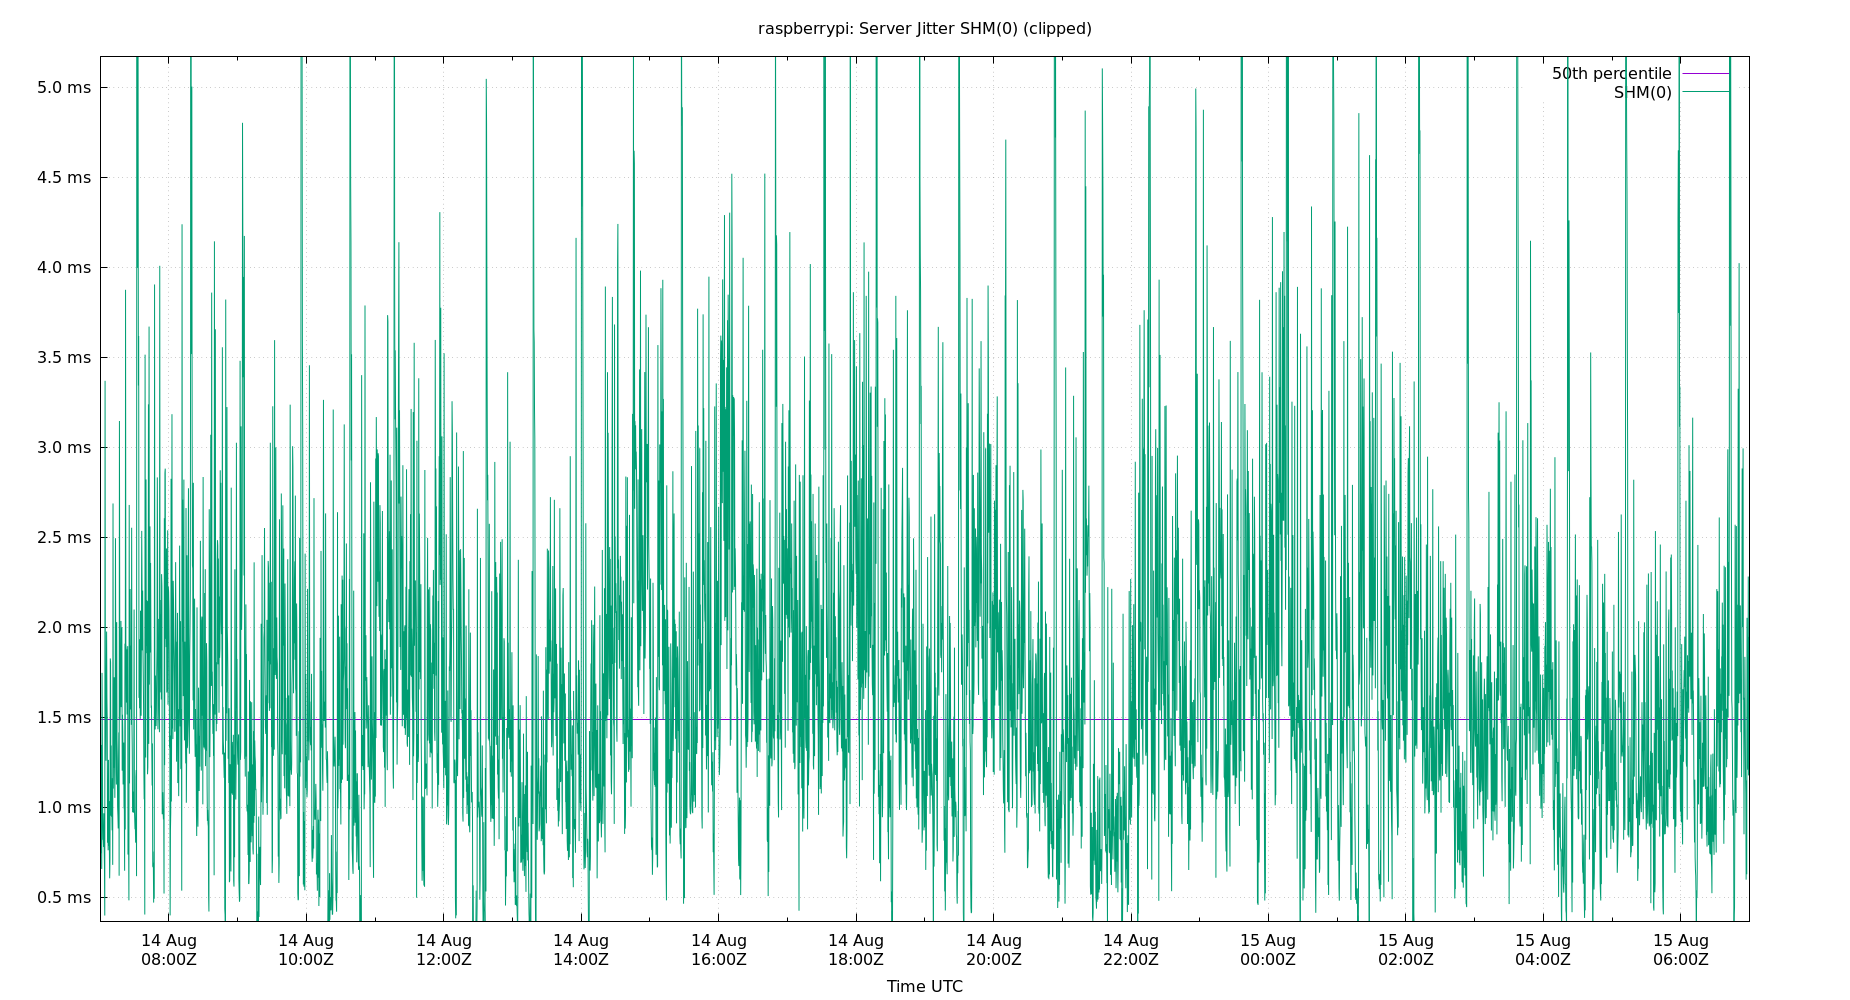 raspberrypi: Server Jitter SHM(0) (clipped)
50th percentile
SHM(0)
5.0 ms
4.5 ms
4.0 ms
3.5 ms
3.0 ms
2.5 ms
2.0 ms
1.5 ms
1.0 ms
0.5 ms
14 Aug 14 Aug 14 Aug 14 Aug 14 Aug 14 Aug 14 Aug 14 Aug 15 Aug 15 Aug 15 Aug 15 Aug
08:00Z 10:00Z 12:00Z 14:00Z 16:00Z 18:00Z 20:00Z 22:00Z 00:00Z 02:00Z 04:00Z 06:00Z
Time UTC